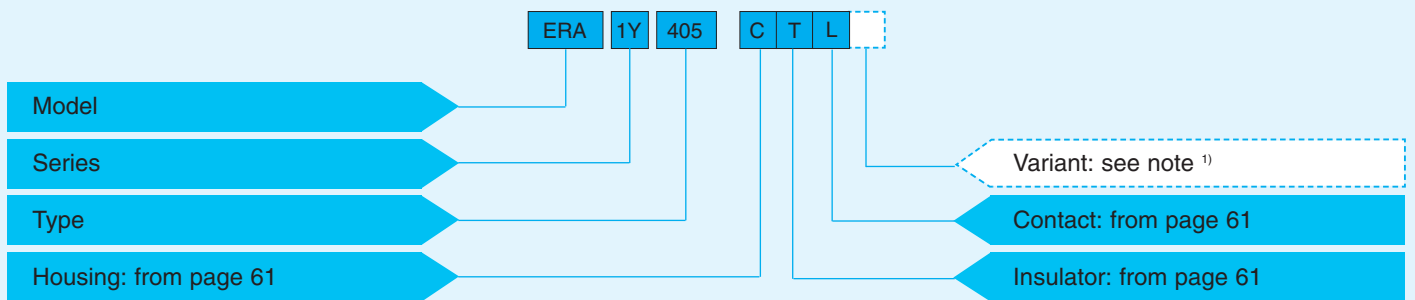 ERA 1Y 405 C T L
Model
Series
Variant: see note 1)
Type
Contact: from page 61
Housing: from page 61
Insulator: from page 61